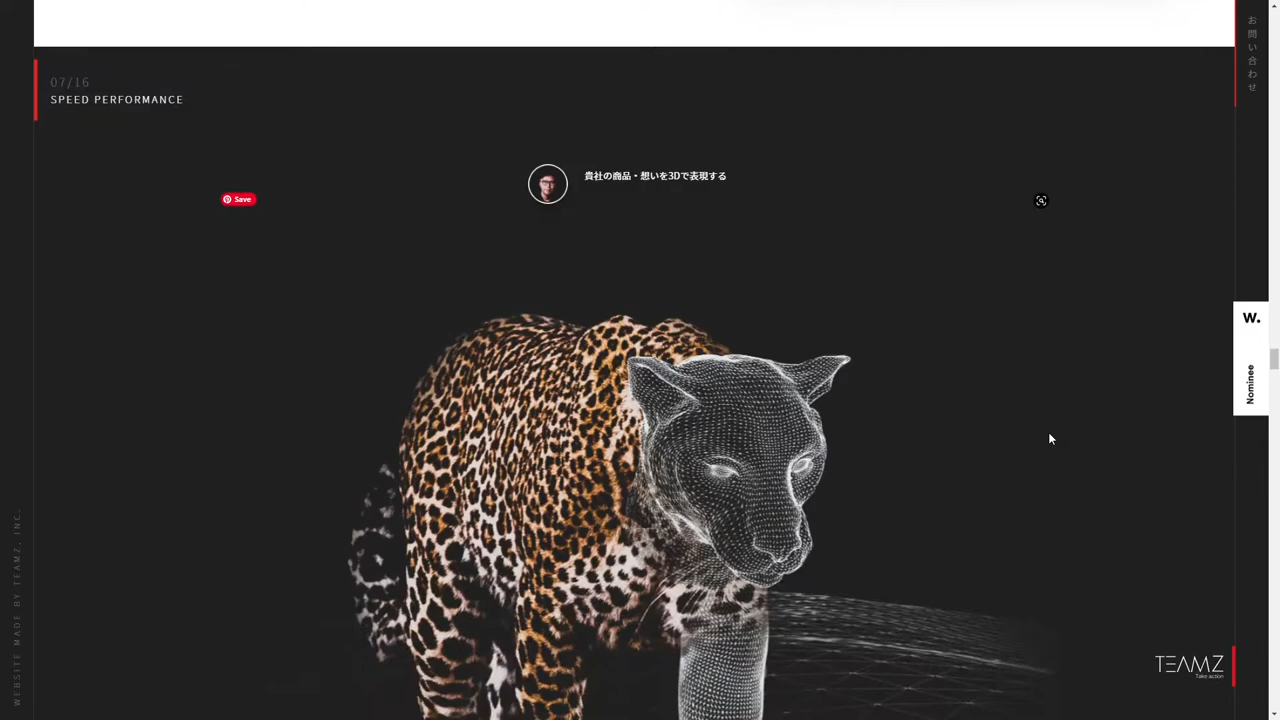 07/16
SPEED PERFORMANCE
貴社の商品・想いを3Dで表現する
Save
お問い合わせ
W.
Nominee
WEBSITE MADE BY TEAMZ, INC.
TEAMZ
Take action